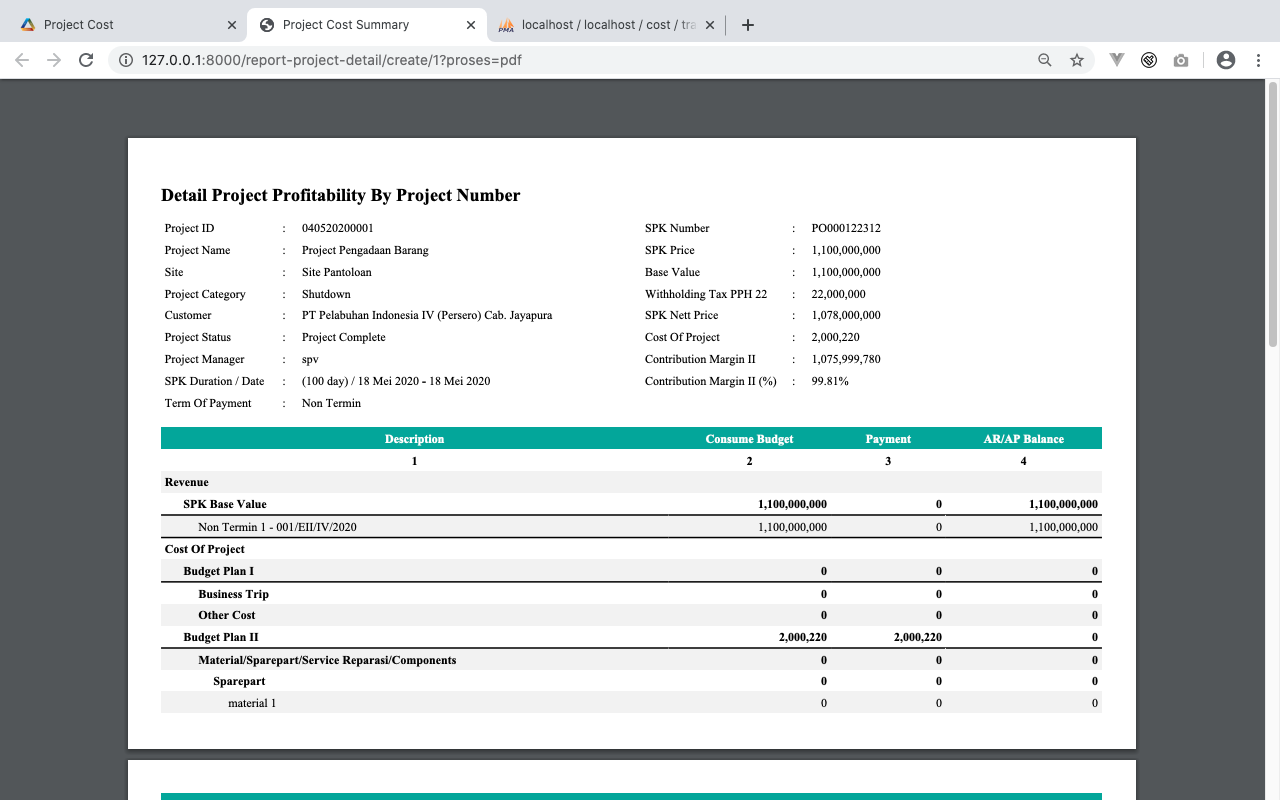 Project Cost
Project Cost Summary
localhost / localhost / cost / tra
127.0.0.1:8000/report-project-detail/create/1?proses=pdf
Detail Project Profitability By Project Number
Project ID : 040520200001
SPK Number : PO000122312
Project Name : Project Pengadaan Barang
SPK Price : 1,100,000,000
Site : Site Pantoloan
Base Value : 1,100,000,000
Project Category : Shutdown
Withholding Tax PPH 22 : 22,000,000
Customer : PT Pelabuhan Indonesia IV (Persero) Cab. Jayapura
SPK Nett Price : 1,078,000,000
Project Status : Project Complete
Cost Of Project : 2,000,220
Project Manager : spv
Contribution Margin II : 1,075,999,780
SPK Duration / Date : (100 day) / 18 Mei 2020 - 18 Mei 2020
Contribution Margin II (%) : 99.81%
Term Of Payment : Non Termin
Description Consume Budget Payment AR/AP Balance
1 2 3 4
Revenue
SPK Base Value 1,100,000,000 0 1,100,000,000
Non Termin 1 - 001/EII/IV/2020 1,100,000,000 0 1,100,000,000
Cost Of Project
Budget Plan I 0 0 0
Business Trip 0 0 0
Other Cost 0 0 0
Budget Plan II 2,000,220 2,000,220 0
Material/Sparepart/Service Reparasi/Components 0 0 0
Sparepart 0 0 0
material 1 0 0 0